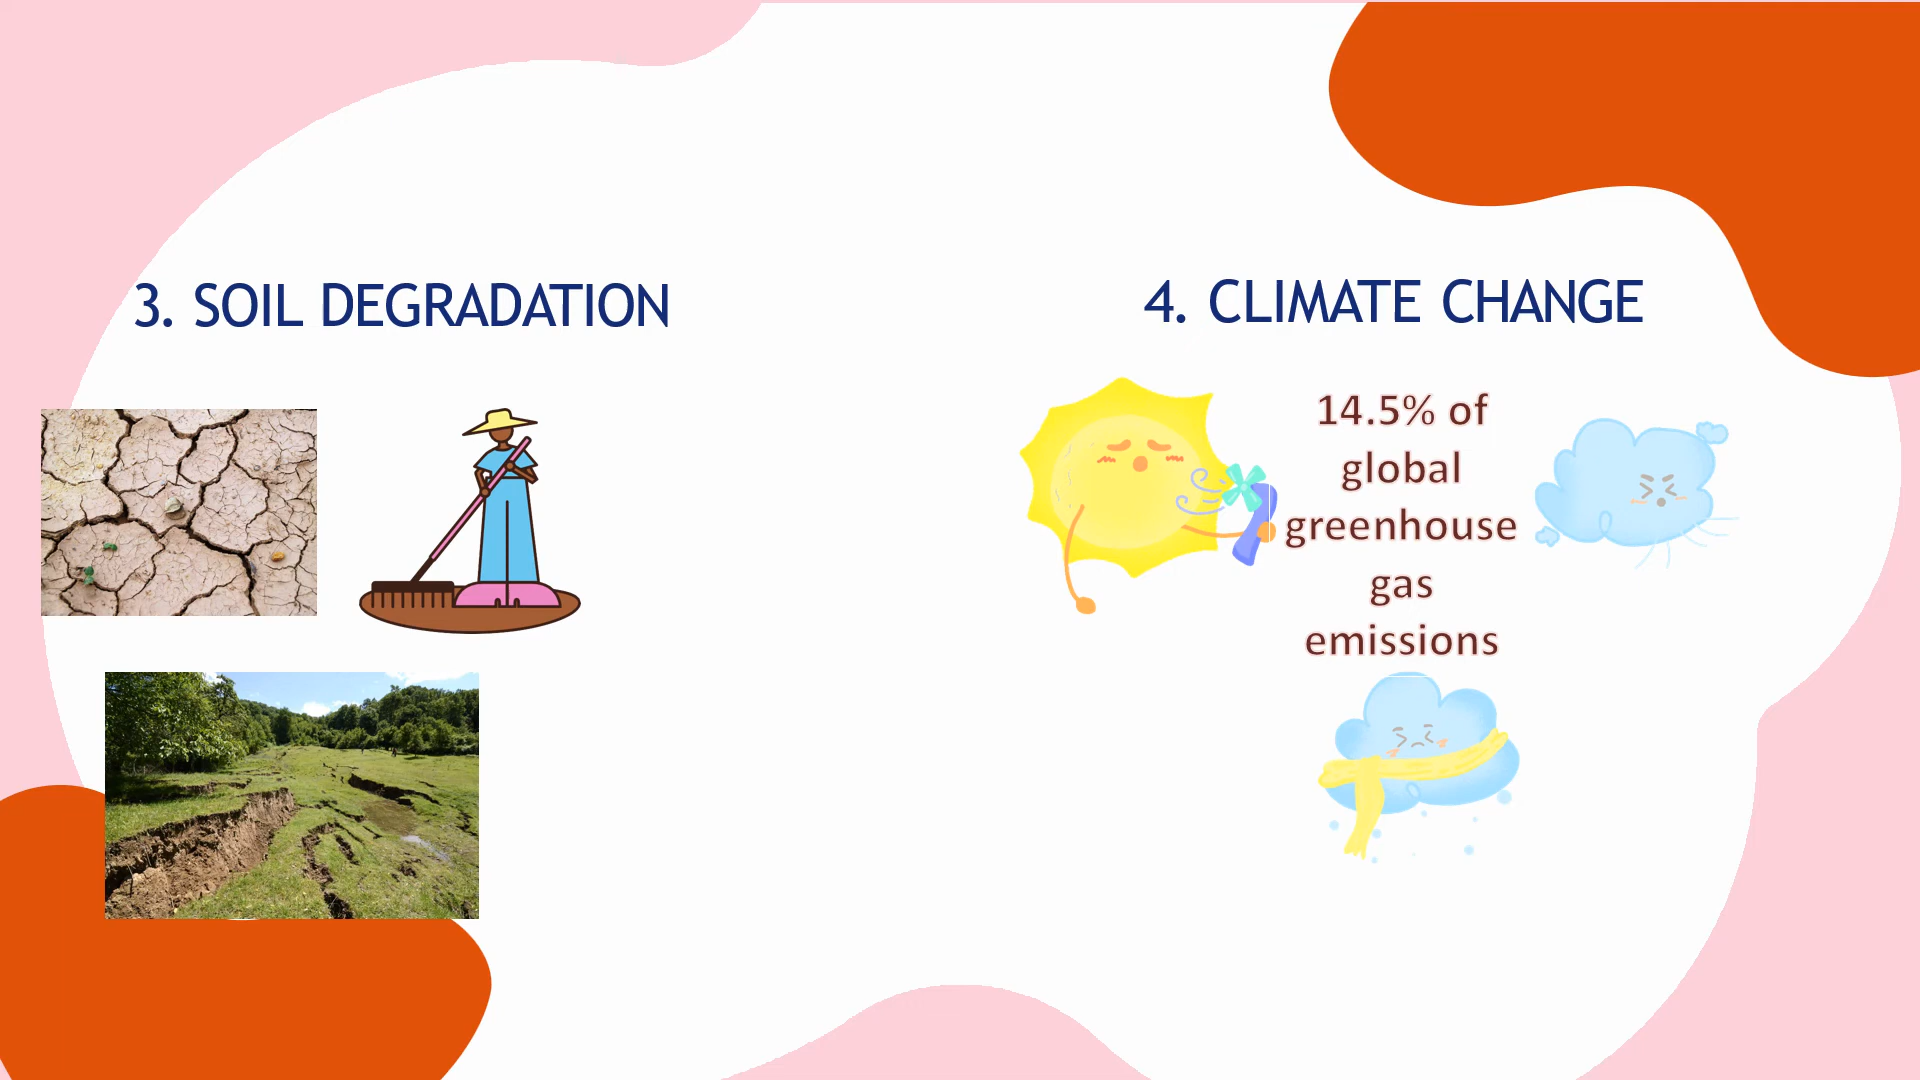 3. SOIL DEGRADATION
4. CLIMATE CHANGE
14.5% of
global
greenhouse
gas
emissions